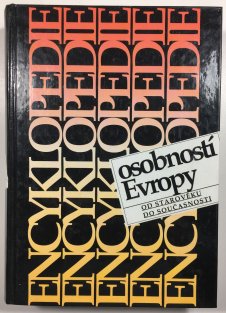 ENCYKLOPEDIE
ENCYKLOPEDIE
ENCYKLOPEDIE
ENCYKLOPEDIE
ENCYKLOPEDIE
osobností
Evropy
OD STAROVĚKU
DO SOUČASNOSTI